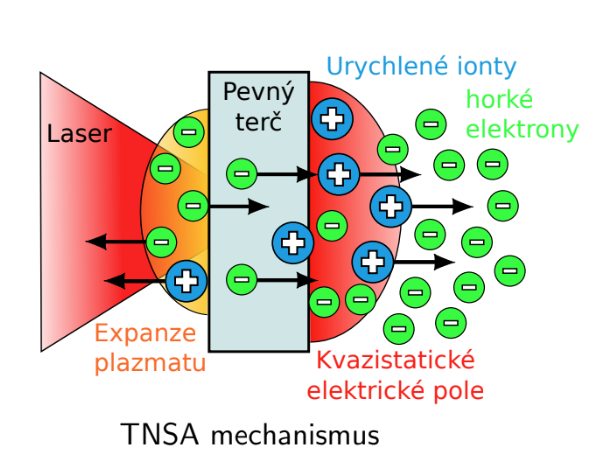 Urychlené ionty
horké
elektrony
Pevný
terč
Laser
Expanze
plazmatu
Kvazistatické
elektrické pole
TNSA mechanismus